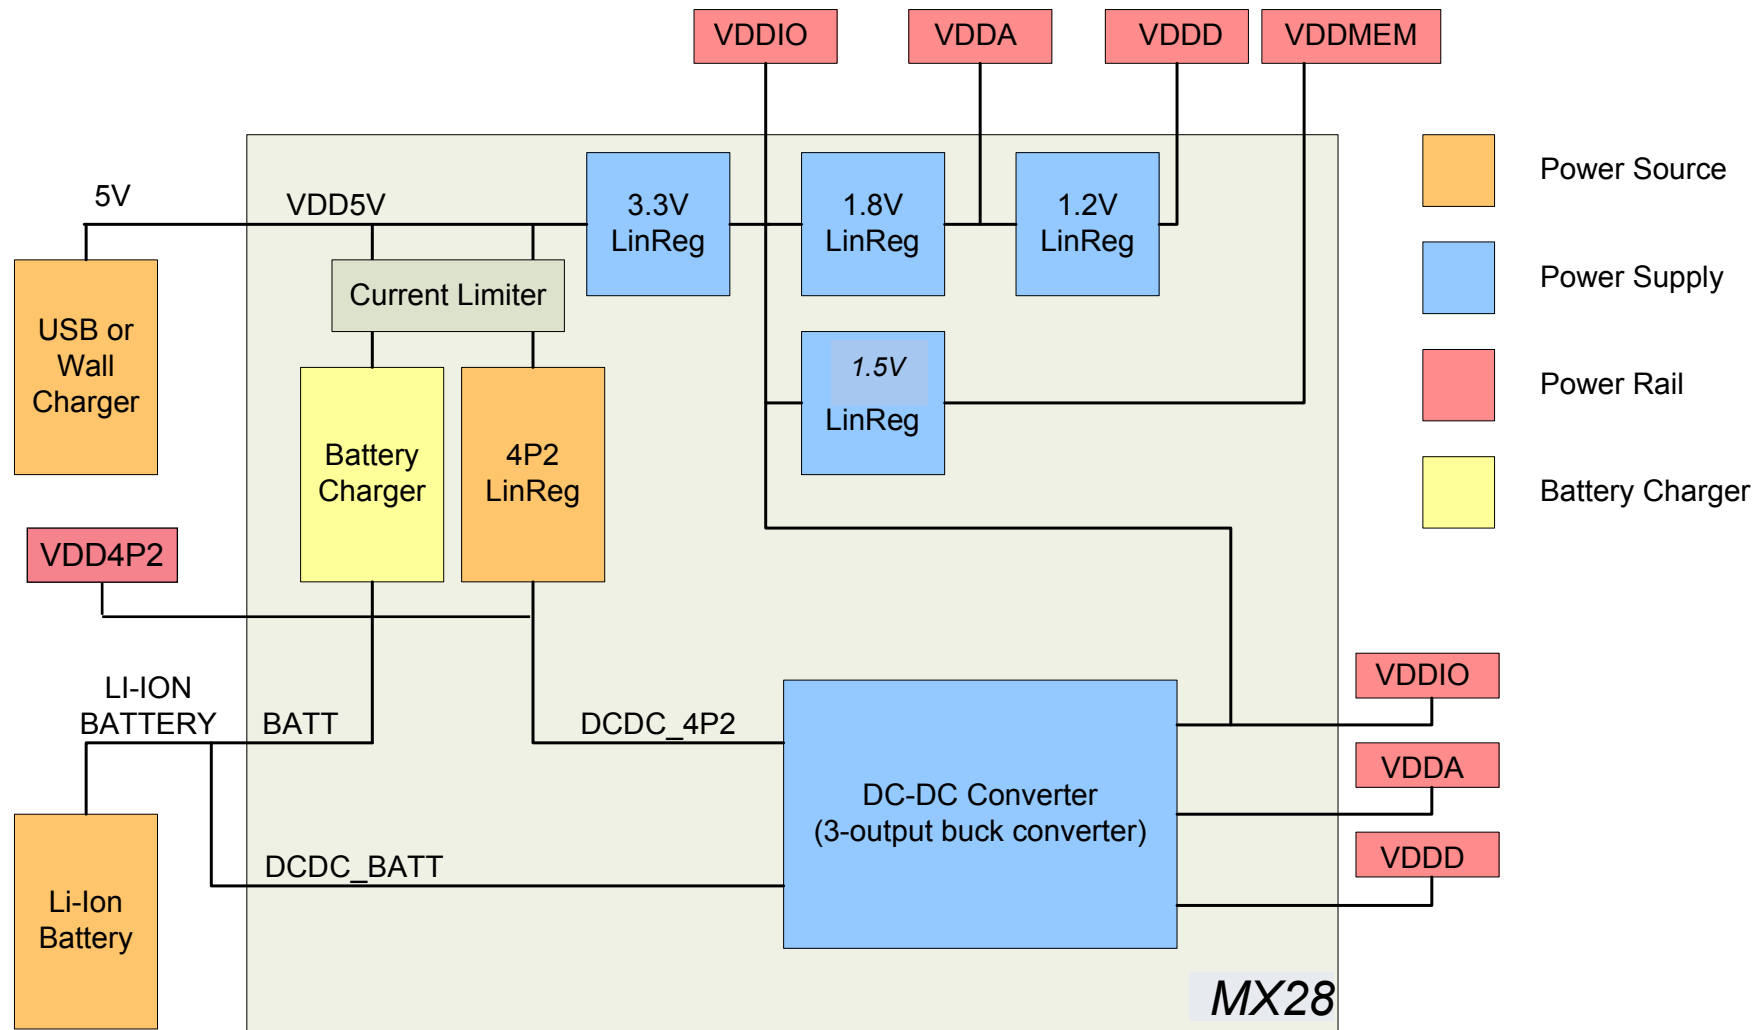 VDDIO
VDDA
VDDD
VDDMEM
5V
VDD5V
3.3V
LinReg
1.8V
LinReg
1.2V
LinReg
Power Source
Current Limiter
USB or
Wall
Charger
Power Supply
1.5V
LinReg
Power Rail
Battery
Charger
4P2
LinReg
Battery Charger
VDD4P2
LI-ION
BATTERY
BATT
DCDC_4P2
VDDIO
DC-DC Converter
(3-output buck converter)
VDDA
VDDD
DCDC_BATT
Li-Ion
Battery
MX28